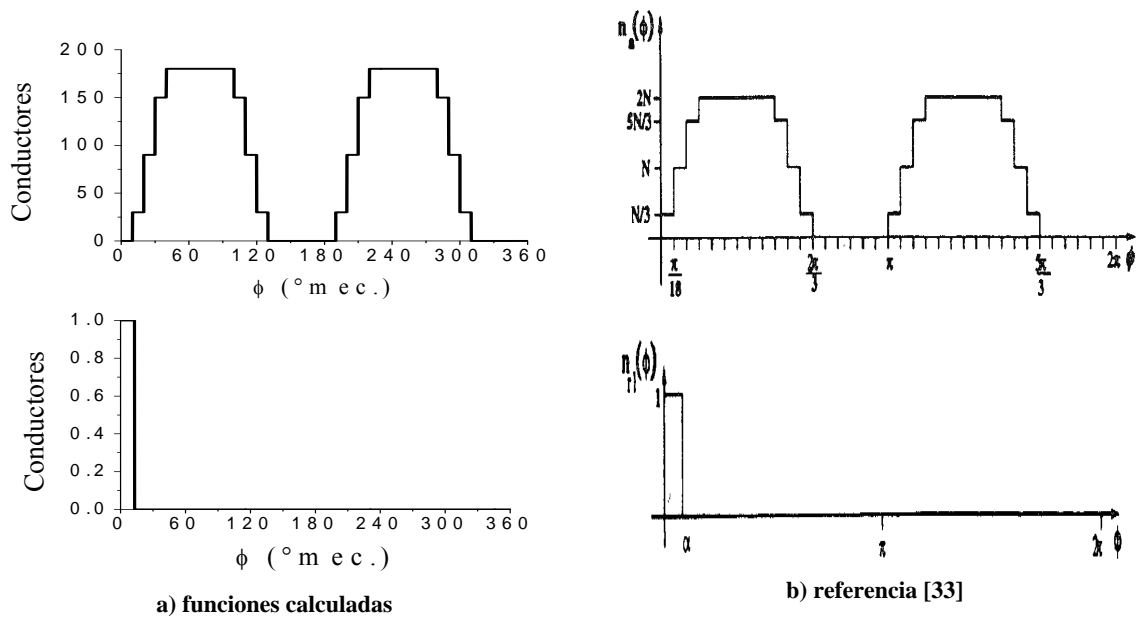 Conductores
200
150
100
50
0
0 60 120 180 240 300 360
ϕ (°mec.)
Conductores
1.0
0.8
0.6
0.4
0.2
0.0
0 60 120 180 240 300 360
ϕ (°mec.)
a) funciones calculadas
n_a(ϕ)
2N
5N/3
N
N/3
π/18 2π/3 π 5π/3 2π ϕ
n_r1(ϕ)
1
α π 2π ϕ
b) referencia [33]